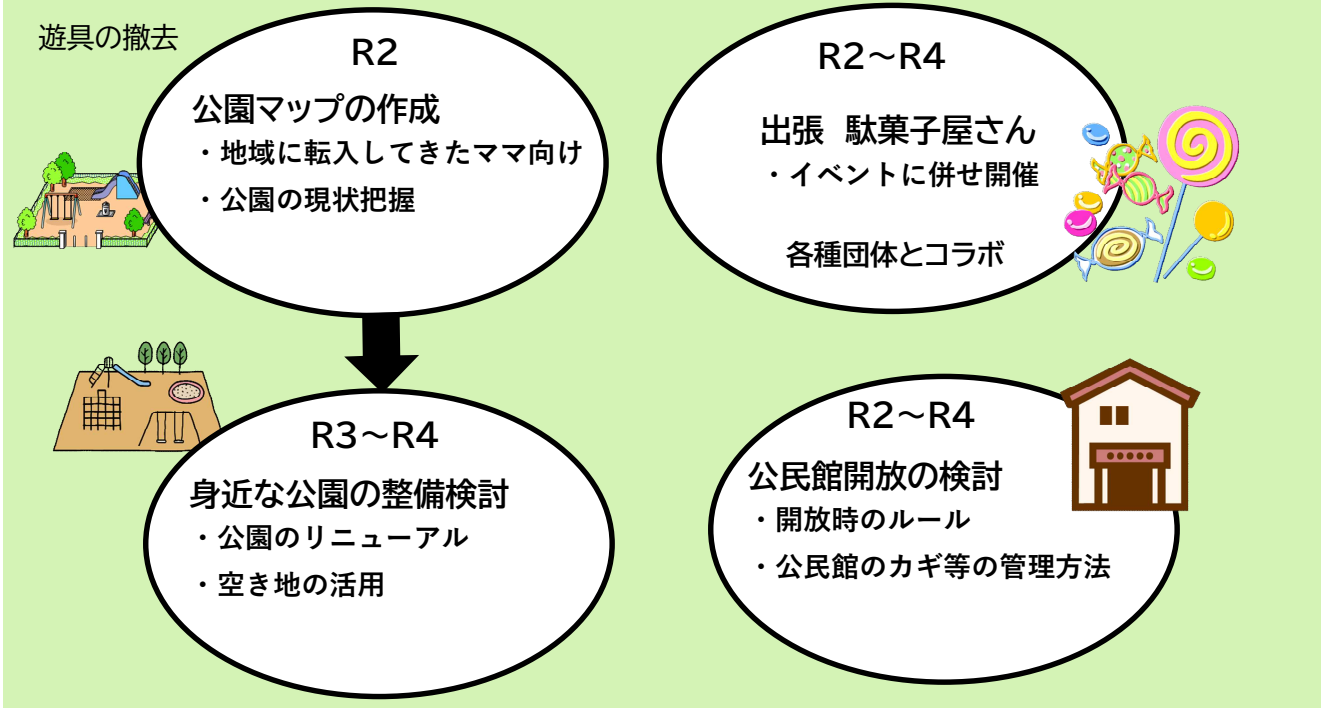 遊具の撤去
R2
公園マップの作成
・地域に転入してきたママ向け
・公園の現状把握
R2～R4
出張 駄菓子屋さん
・イベントに併せ開催
各種団体とコラボ
R3～R4
身近な公園の整備検討
・公園のリニューアル
・空き地の活用
R2～R4
公民館開放の検討
・開放時のルール
・公民館のカギ等の管理方法